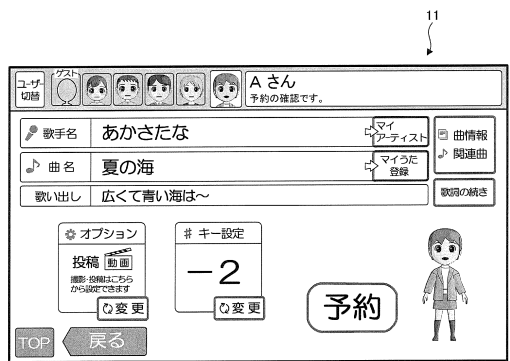 11
ユーザー
切替
ゲスト
A さん
予約の確認です。
歌手名
あかさたな
マイ
アーティスト
曲名
夏の海
マイうた
登録
曲情報
関連曲
歌い出し
広くて青い海は~
歌詞の続き
オプション
投稿 動画
撮影・投稿はこちら
から設定できます
変更
# キー設定
-2
変更
予約
TOP
戻る